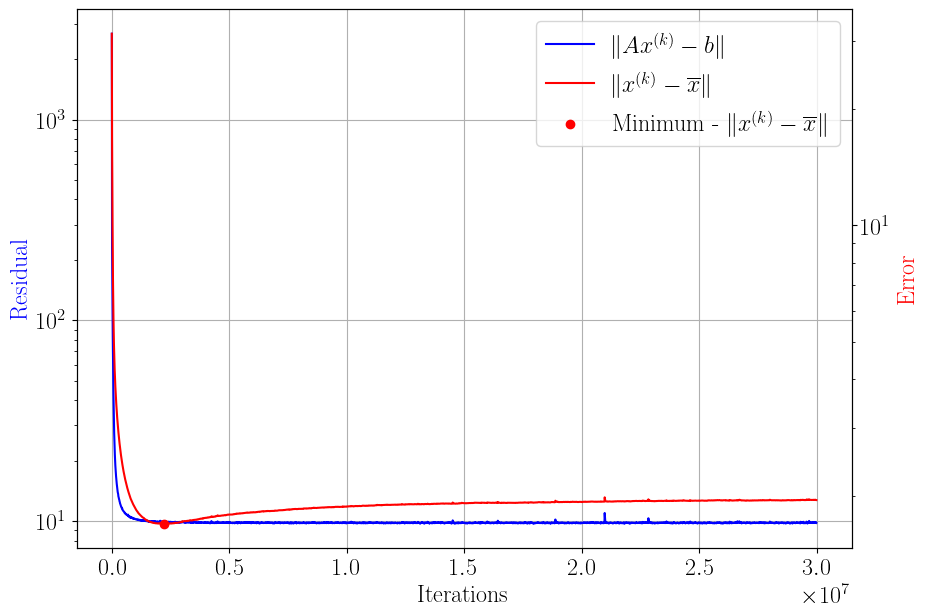 ‖Ax^{(k)} − b‖
‖x^{(k)} − x̅‖
Minimum - ‖x^{(k)} − x̅‖
10^3
10^2
10^1
Residual
10^1
Error
0.0 0.5 1.0 1.5 2.0 2.5 3.0
Iterations
×10^7